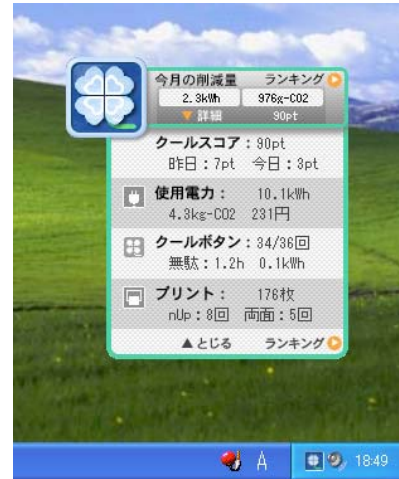 今月の削減量 ランキング
2.3kWh 976g-CO2
▼詳細 90pt
クールスコア：90pt
昨日：7pt 今日：3pt
使用電力： 10.1kWh
4.3kg-CO2 231円
クールボタン：34/36回
無駄：1.2h 0.1kWh
プリント： 176枚
nUp：8回 両面：5回
▲とじる ランキング
A 18:49